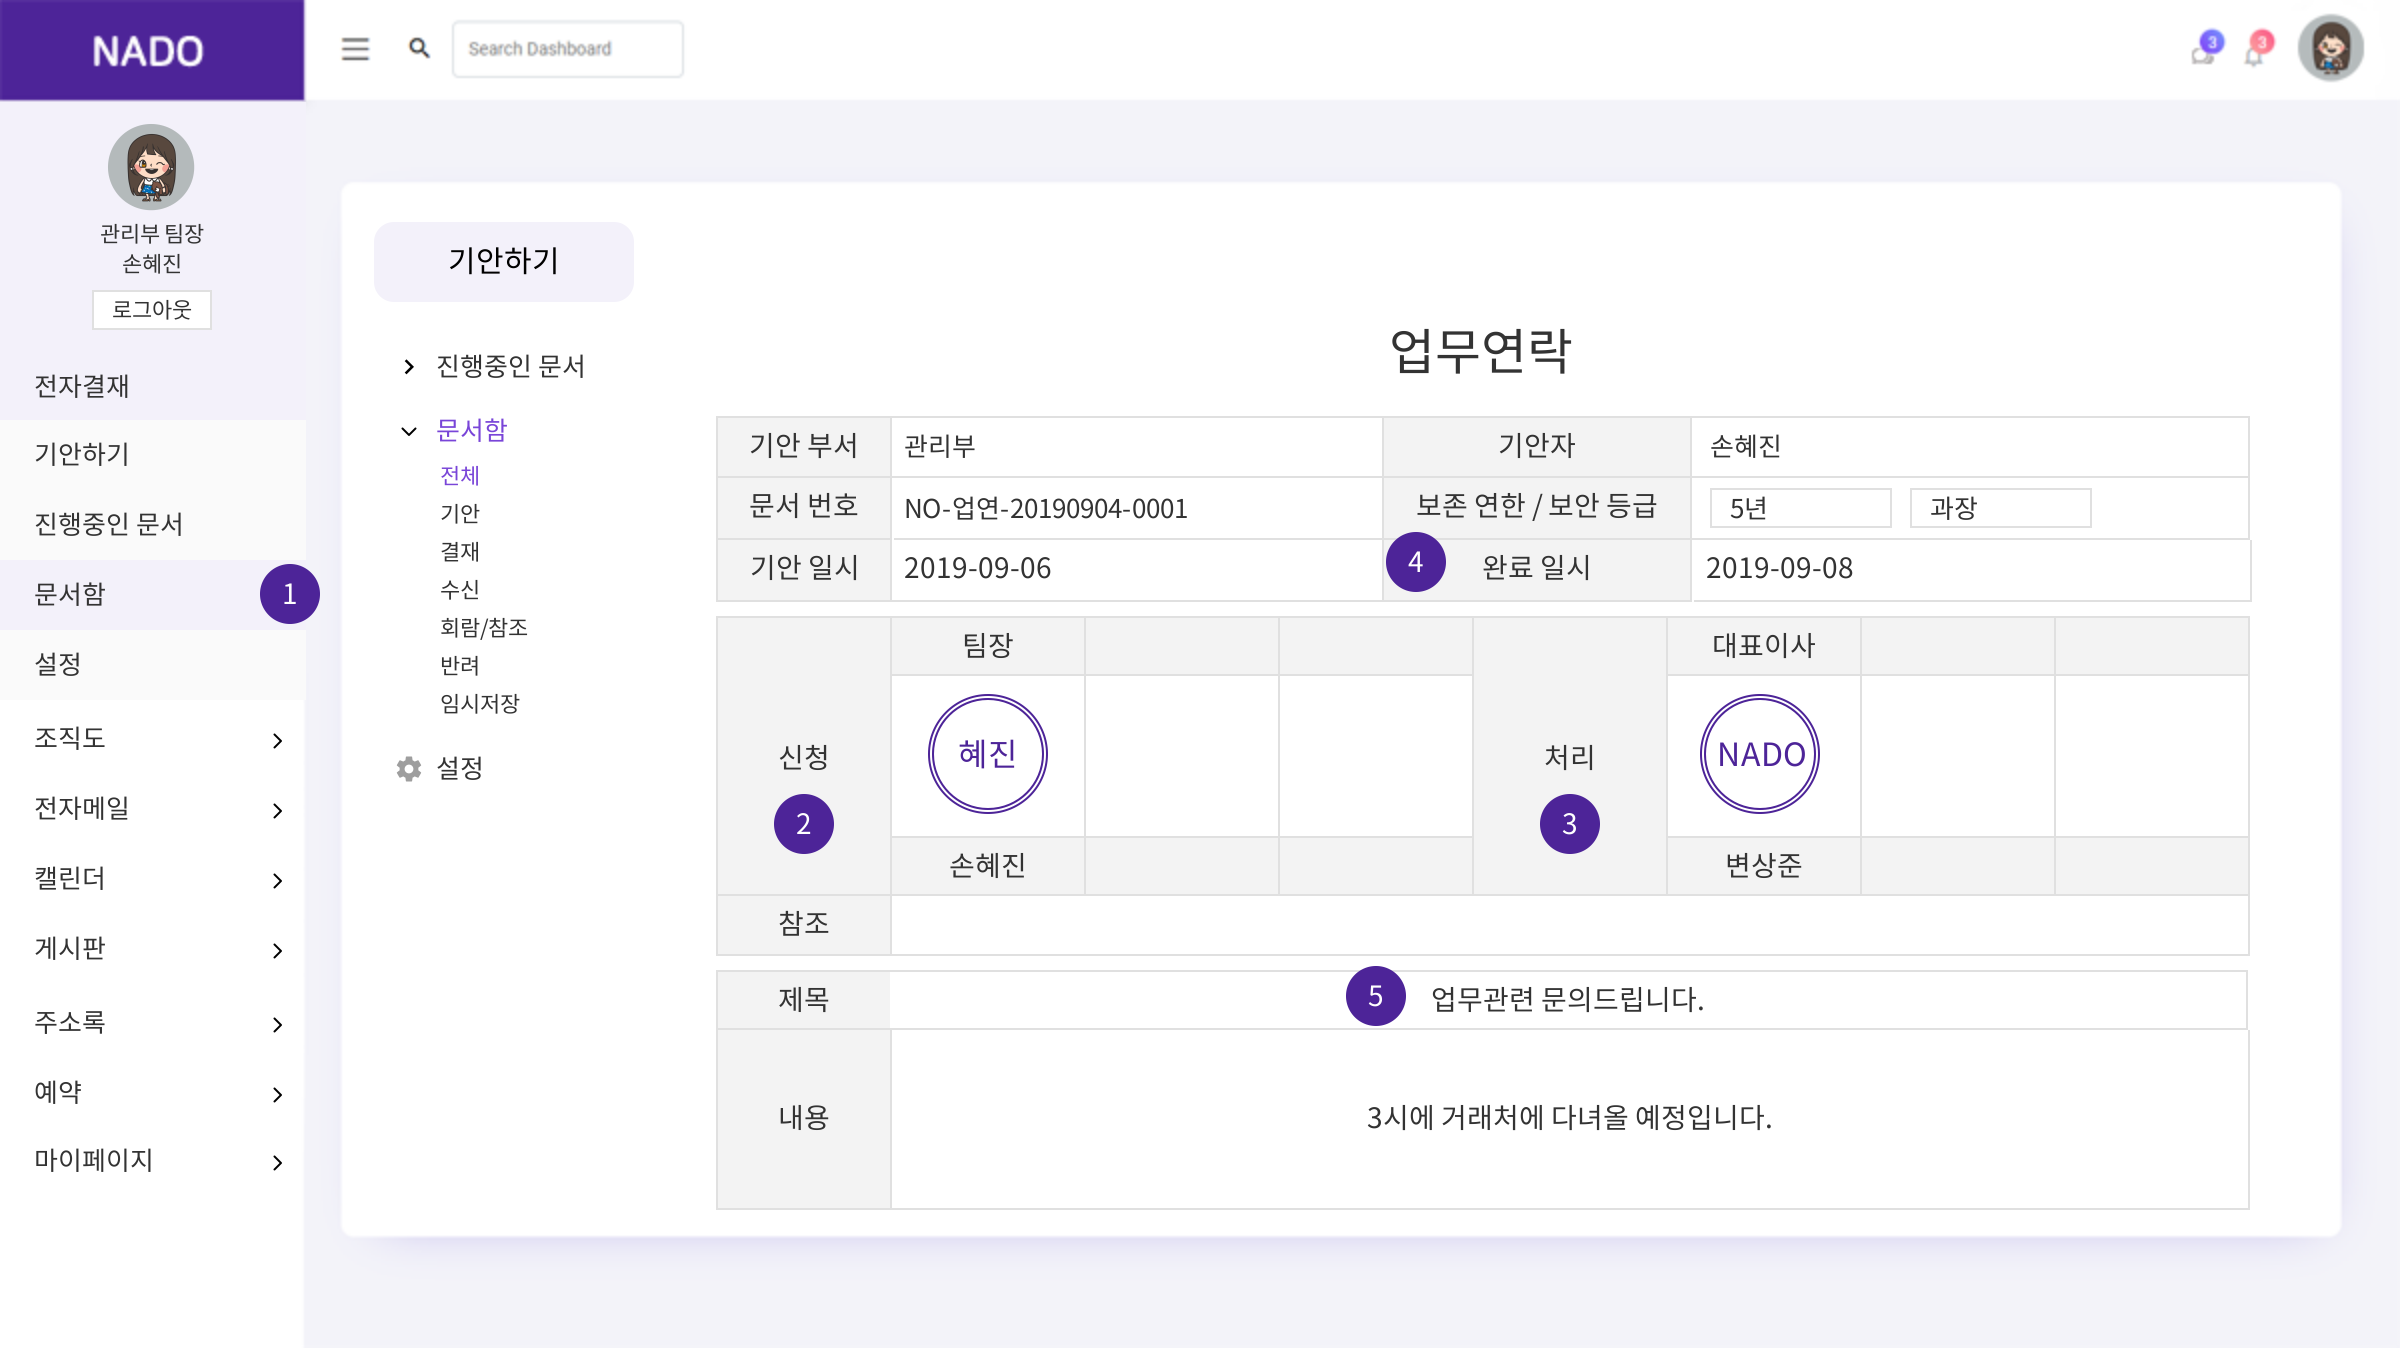 NADO
Search Dashboard
3
3
관리부 팀장
손혜진
로그아웃
전자결재
기안하기
진행중인 문서
문서함
1
설정
조직도
전자메일
캘린더
게시판
주소록
예약
마이페이지
기안하기
진행중인 문서
문서함
전체
기안
결재
수신
회람/참조
반려
임시저장
설정
업무연락
기안 부서 관리부 기안자 손혜진
문서 번호 NO-업연-20190904-0001 보존 연한 / 보안 등급 5년 과장
기안 일시 2019-09-06 4 완료 일시 2019-09-08
팀장 대표이사
신청 혜진 처리 NADO
2 3
손혜진 변상준
참조
제목 5 업무관련 문의드립니다.
내용 3시에 거래처에 다녀올 예정입니다.